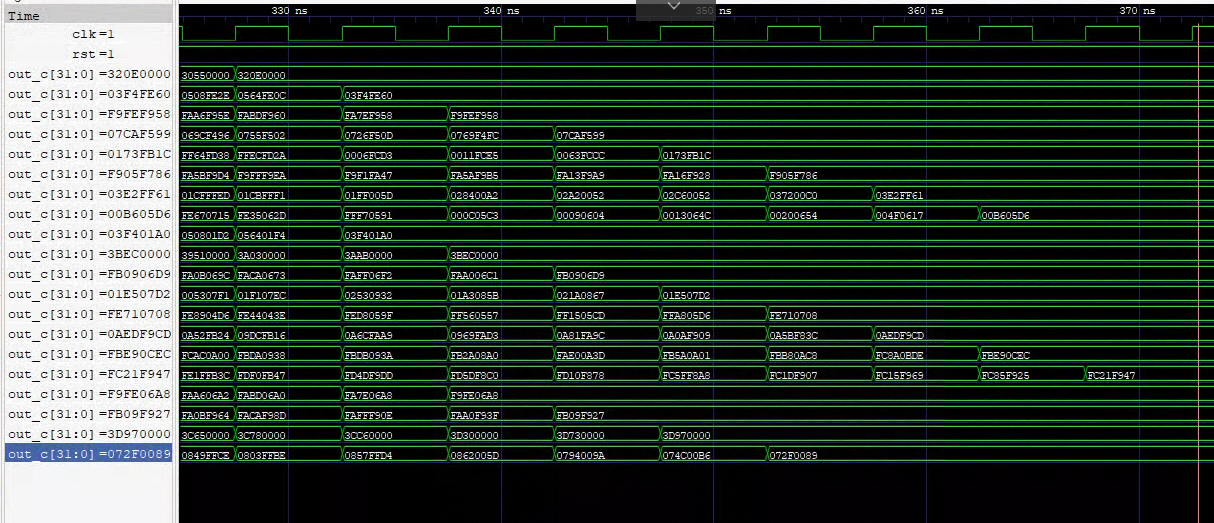 Time 330 ns 340 ns 350 ns 360 ns 370 ns
clk=1
rst=1
out_c[31:0]=320E0000 30550000 320E0000
out_c[31:0]=03F4FE60 0508FE2E 0564FE0C 03F4FE60
out_c[31:0]=F9FEF958 FAA6F95E FABDF960 FA7EF958 F9FEF958
out_c[31:0]=07CAF599 069CF496 0755F502 0726F50D 0769F4FC 07CAF599
out_c[31:0]=0173FB1C FF64FD38 FFECFD2A 0006FCD3 0011FCE5 0063FCCC 0173FB1C
out_c[31:0]=F905F786 FA5BF9D4 F9FFF9EA F9F1FA47 FA5AF9B5 FA13F9A9 FA16F928 F905F786
out_c[31:0]=03E2FF61 01CFFFED 01CBFFF1 01FF005D 028400A2 02A20052 02C60052 037200C0 03E2FF61
out_c[31:0]=00B605D6 FE670715 FE35062D FFF70591 000C05C3 00090604 0013064C 00200654 004F0617 00B605D6
out_c[31:0]=03F401A0 050801D2 056401F4 03F401A0
out_c[31:0]=3BEC0000 39510000 3A030000 3AAB0000 3BEC0000
out_c[31:0]=FB0906D9 FA0B069C FACA0673 FAFF06F2 FAA006C1 FB0906D9
out_c[31:0]=01E507D2 005307F1 01F107EC 02530932 01A3085B 021A0867 01E507D2
out_c[31:0]=FE710708 FE8904D6 FE44043E FED8059F FF560557 FF1505CD FFA805D6 FE710708
out_c[31:0]=0AEDF9CD 0A52FB24 09DCFB16 0A6CFAA9 0969FAD3 0A81FA9C 0A0AF909 0A5BF83C 0AEDF9CD
out_c[31:0]=FBE90CEC FCAC0A00 FBDA0938 FBDB093A FB2A08A0 FAE00A3D FB5A0A01 FBB80AC8 FC8A0BDE FBE90CEC
out_c[31:0]=FC21F947 FE1FFB3C FDF0FB47 FD4DF9DD FD5DF8C0 FD10F878 FC5FF8A8 FC1DF907 FC15F969 FC85F925 FC21F947
out_c[31:0]=F9FE06A8 FAA606A2 FABD06A0 FA7E06A8 F9FE06A8
out_c[31:0]=FB09F927 FA0BF964 FACAF98D FAFFF90E FAA0F93F FB09F927
out_c[31:0]=3D970000 3C650000 3C780000 3CC60000 3D300000 3D730000 3D970000
out_c[31:0]=072F0089 0849FFCE 0803FFBE 0857FFD4 0862005D 0794009A 074C00B6 072F0089